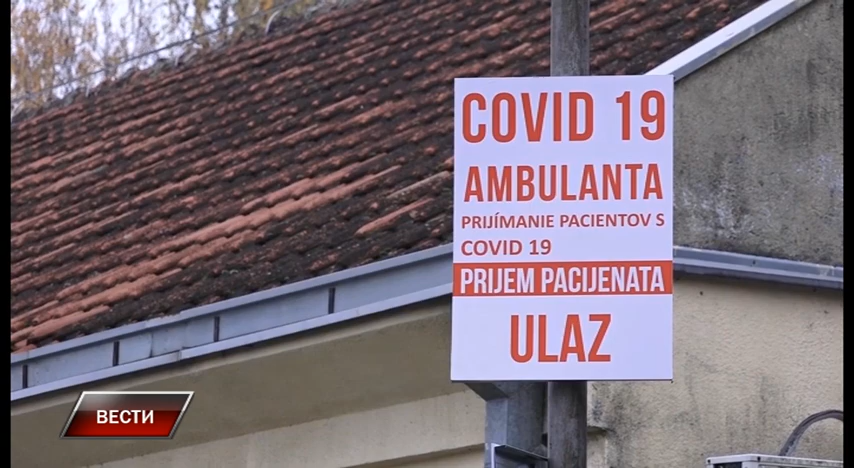 COVID 19
AMBULANTA
PRIJÍMANIE PACIENTOV S
COVID 19
PRIJEM PACIJENATA
ULAZ
ВЕСТИ